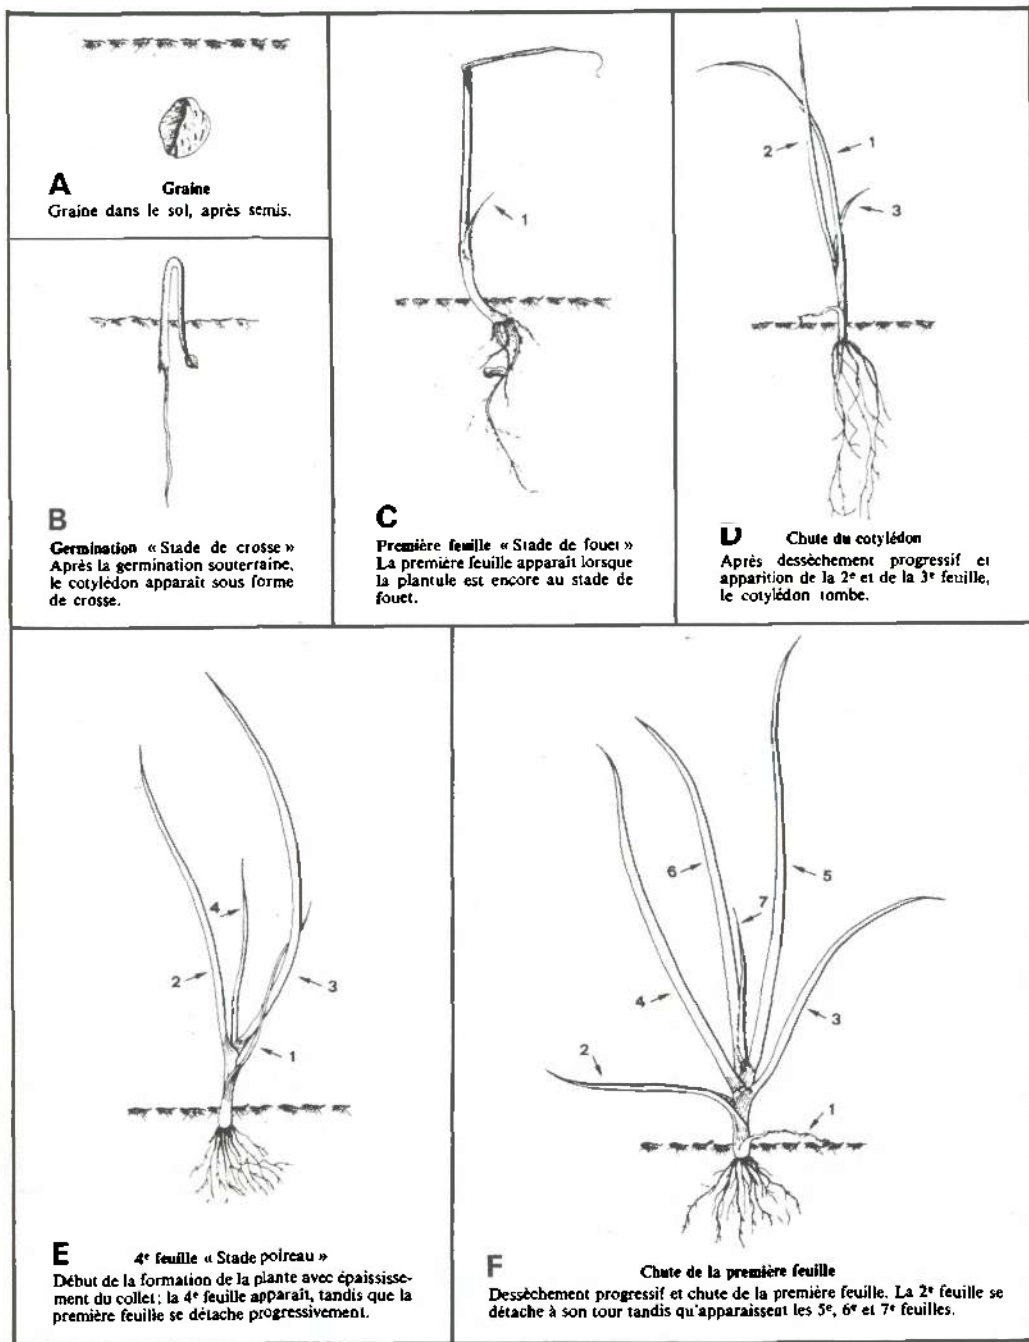 A
Graine
Graine dans le sol, après semis.
B
Germination « Stade de crosse »
Après la germination souterraine,
le cotylédon apparaît sous forme
de crosse.
1
C
Première feuille « Stade de fouet »
La première feuille apparaît lorsque
la plantule est encore au stade de
fouet.
1
2
3
D
Chute du cotylédon
Après dessèchement progressif et
apparition de la 2e et de la 3e feuille,
le cotylédon tombe.
4
2
3
1
E
4e feuille « Stade poireau »
Début de la formation de la plante avec épaississe-
ment du collet; la 4e feuille apparaît, tandis que la
première feuille se détache progressivement.
6
5
7
4
3
2
1
F
Chute de la première feuille
Dessèchement progressif et chute de la première feuille. La 2e feuille se
détache à son tour tandis qu'apparaissent les 5e, 6e et 7e feuilles.